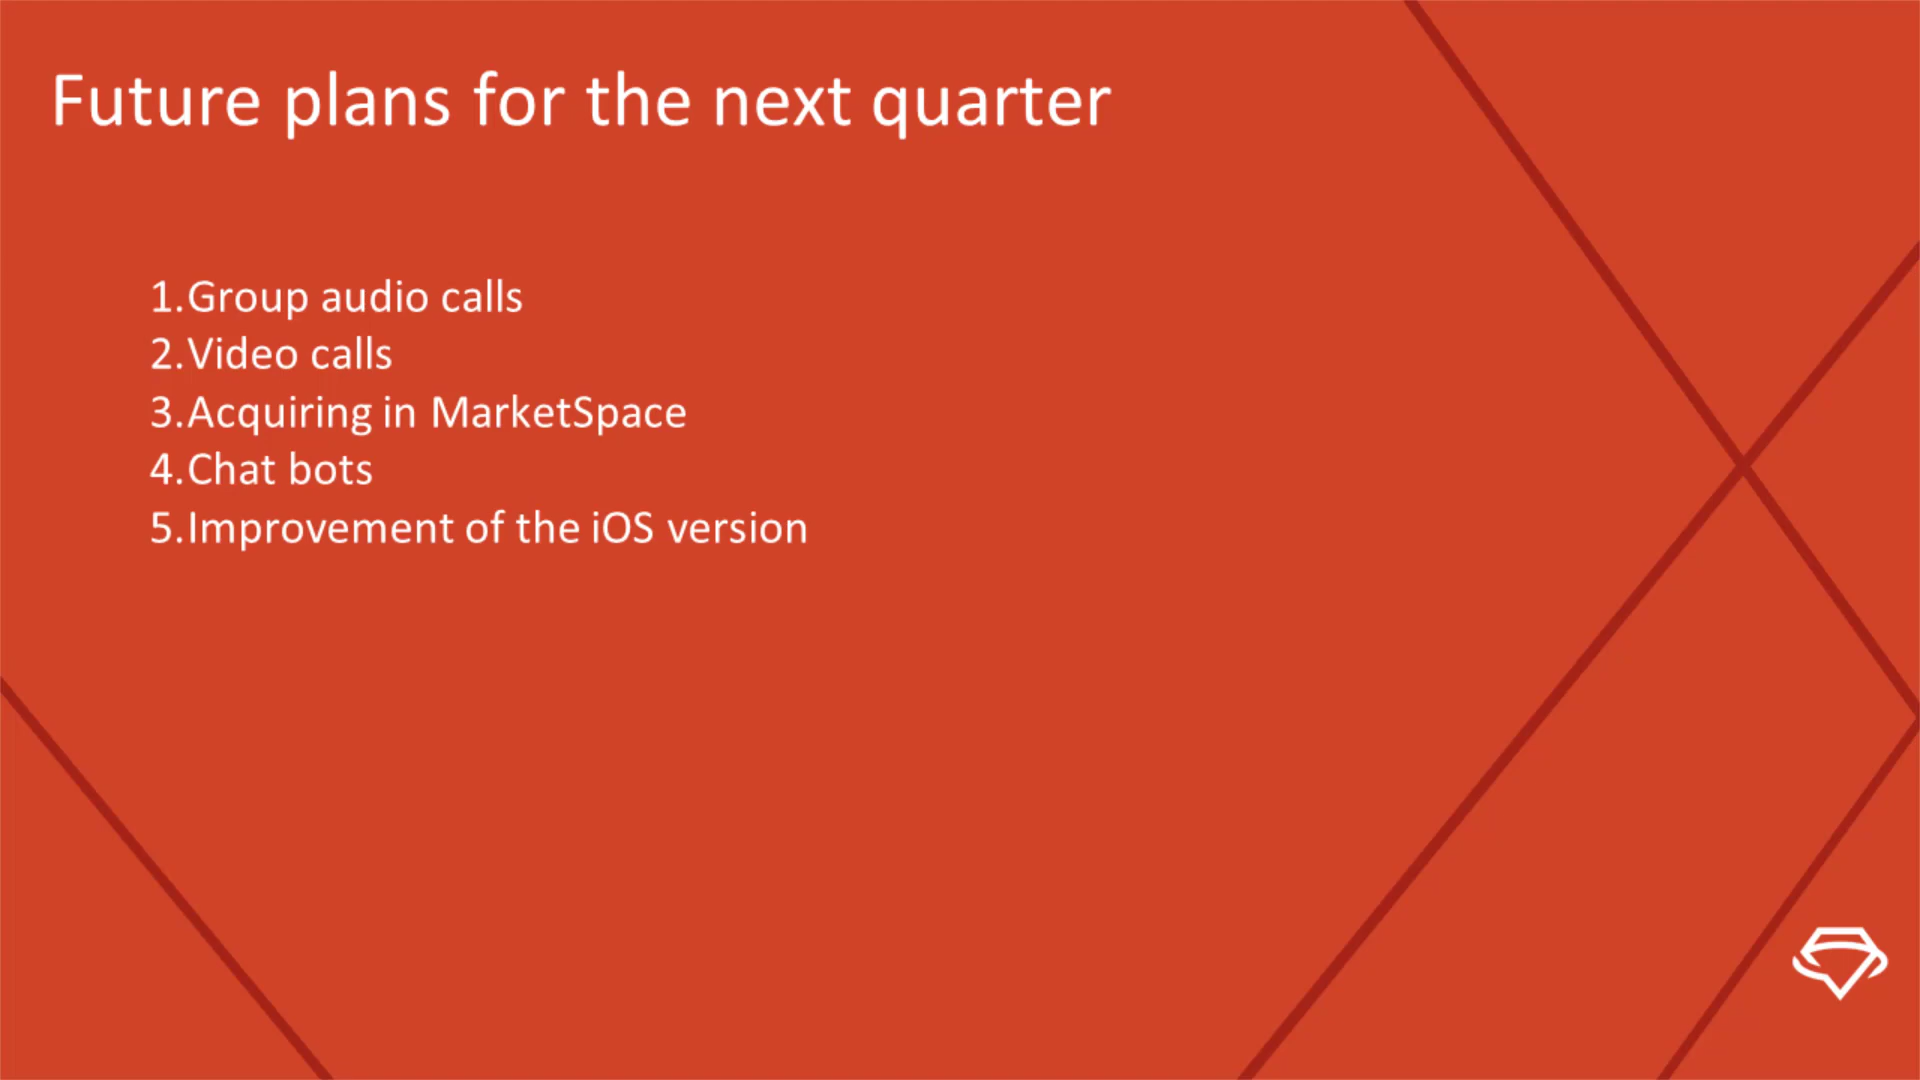 Future plans for the next quarter
1.Group audio calls
2.Video calls
3.Acquiring in MarketSpace
4.Chat bots
5.Improvement of the iOS version